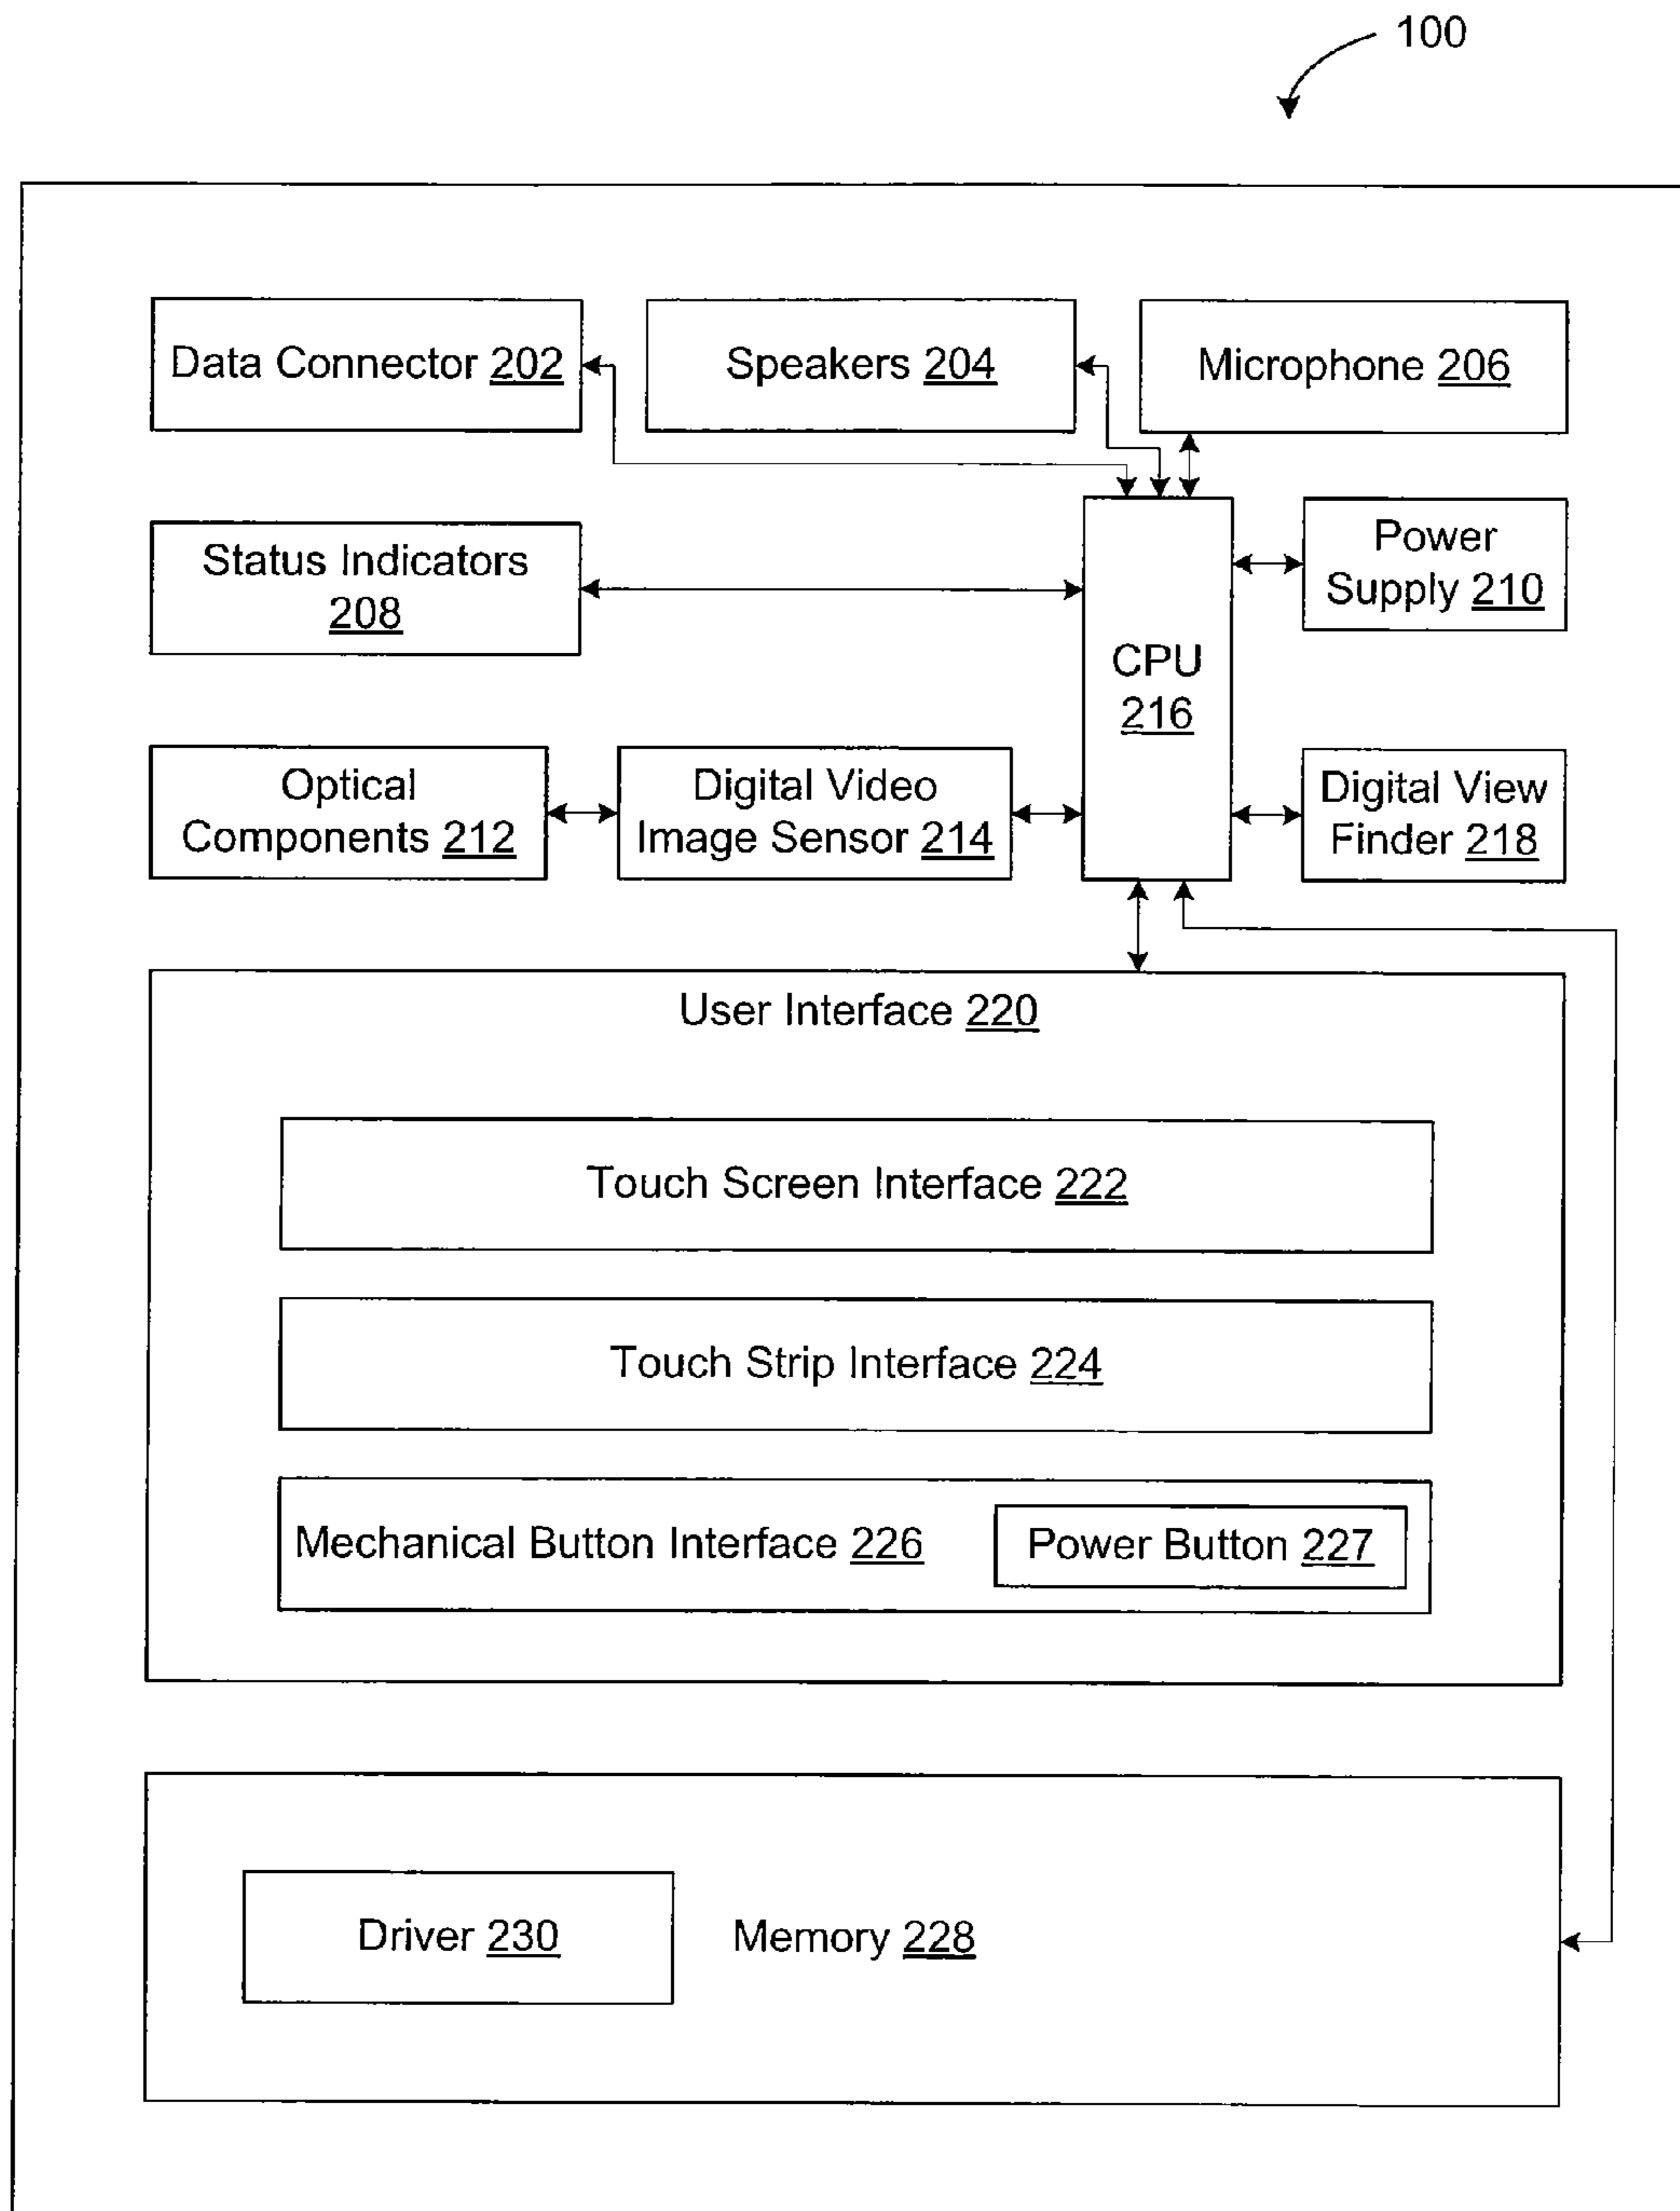 100
Data Connector 202
Speakers 204
Microphone 206
Status Indicators
208
Power
Supply 210
CPU
216
Optical
Components 212
Digital Video
Image Sensor 214
Digital View
Finder 218
User Interface 220
Touch Screen Interface 222
Touch Strip Interface 224
Mechanical Button Interface 226
Power Button 227
Driver 230
Memory 228